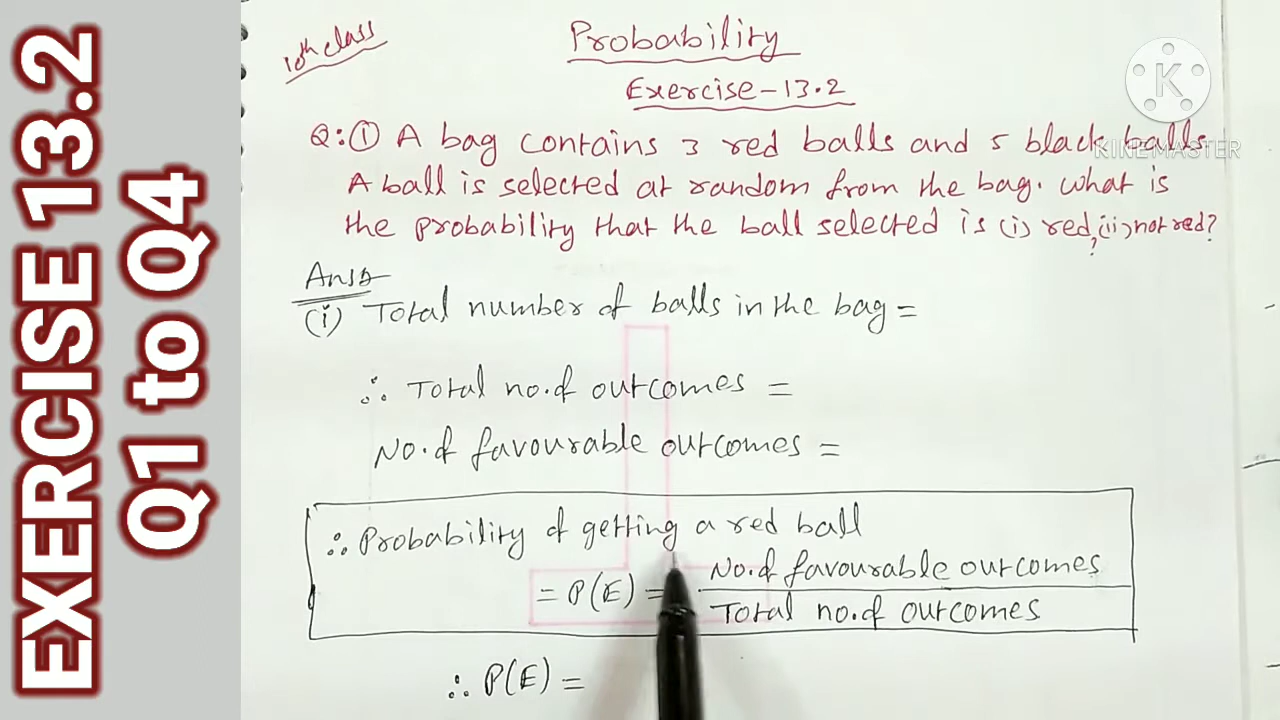 EXERCISE 13.2
Q1 to Q4
10th class
Probability
Exercise-13.2
K
KINEMASTER
Q:① A bag contains 3 red balls and 5 black balls.
A ball is selected at random from the bag. What is
the probability that the ball selected is (i) red, (ii) not red?
?
Ans:
(i) Total number of balls in the bag =
∴ Total no.of outcomes =
No.of favourable outcomes =
∴ Probability of getting a red ball
= P(E) = No.of favourable outcomes
Total no.of outcomes
∴ P(E) =